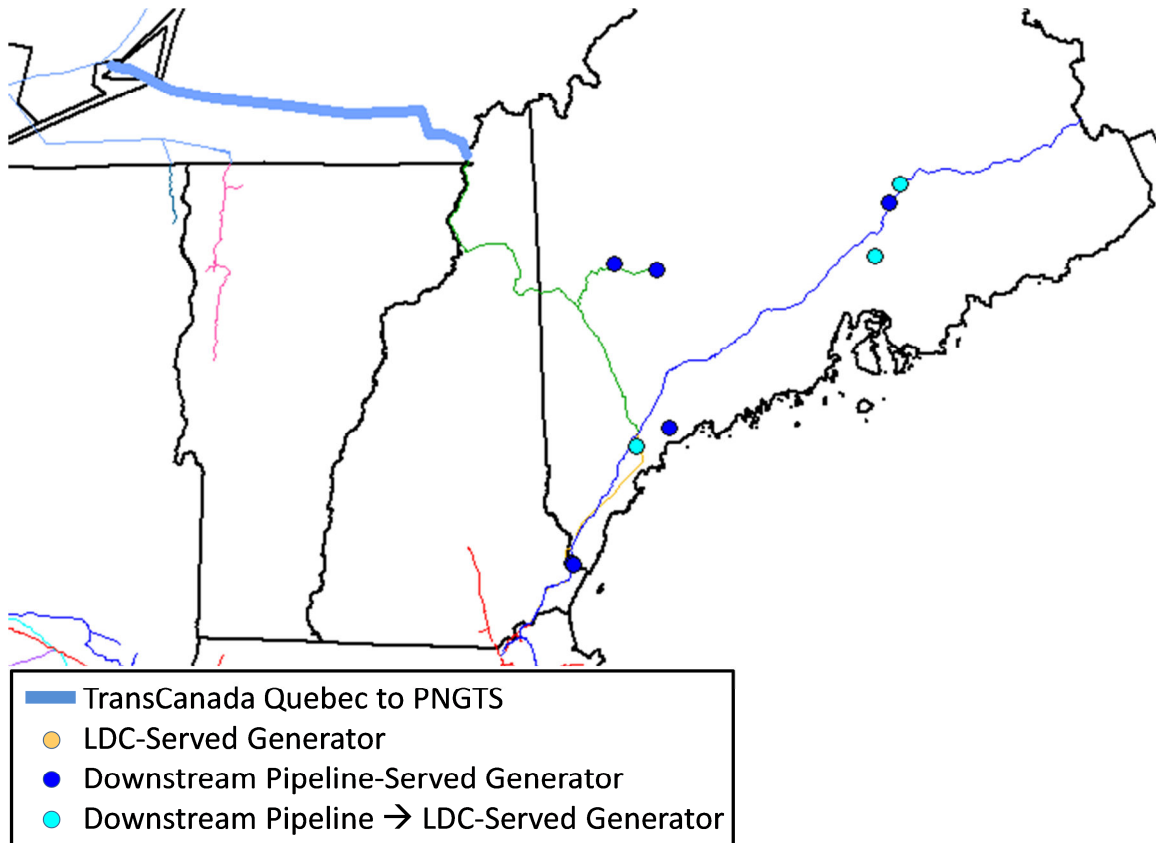 TransCanada Quebec to PNGTS
LDC-Served Generator
Downstream Pipeline-Served Generator
Downstream Pipeline → LDC-Served Generator